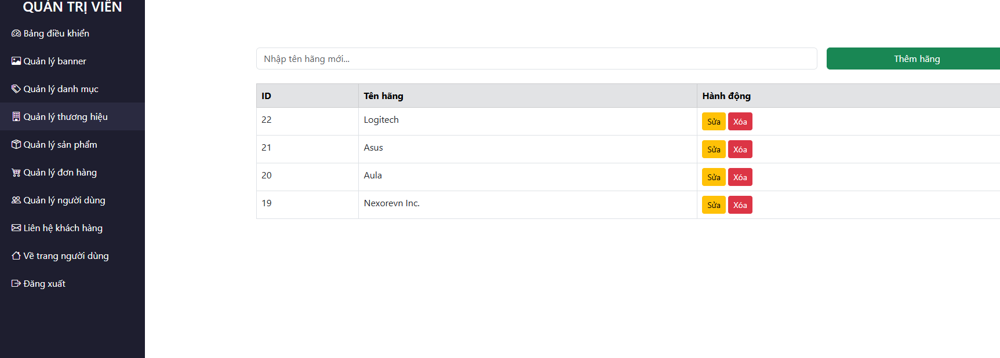 QUẢN TRỊ VIÊN
Bảng điều khiển
Quản lý banner
Quản lý danh mục
Quản lý thương hiệu
Quản lý sản phẩm
Quản lý đơn hàng
Quản lý người dùng
Liên hệ khách hàng
Về trang người dùng
Đăng xuất
Nhập tên hãng mới... Thêm hãng
ID Tên hãng Hành động
22 Logitech Sửa Xóa
21 Asus Sửa Xóa
20 Aula Sửa Xóa
19 Nexorevn Inc. Sửa Xóa